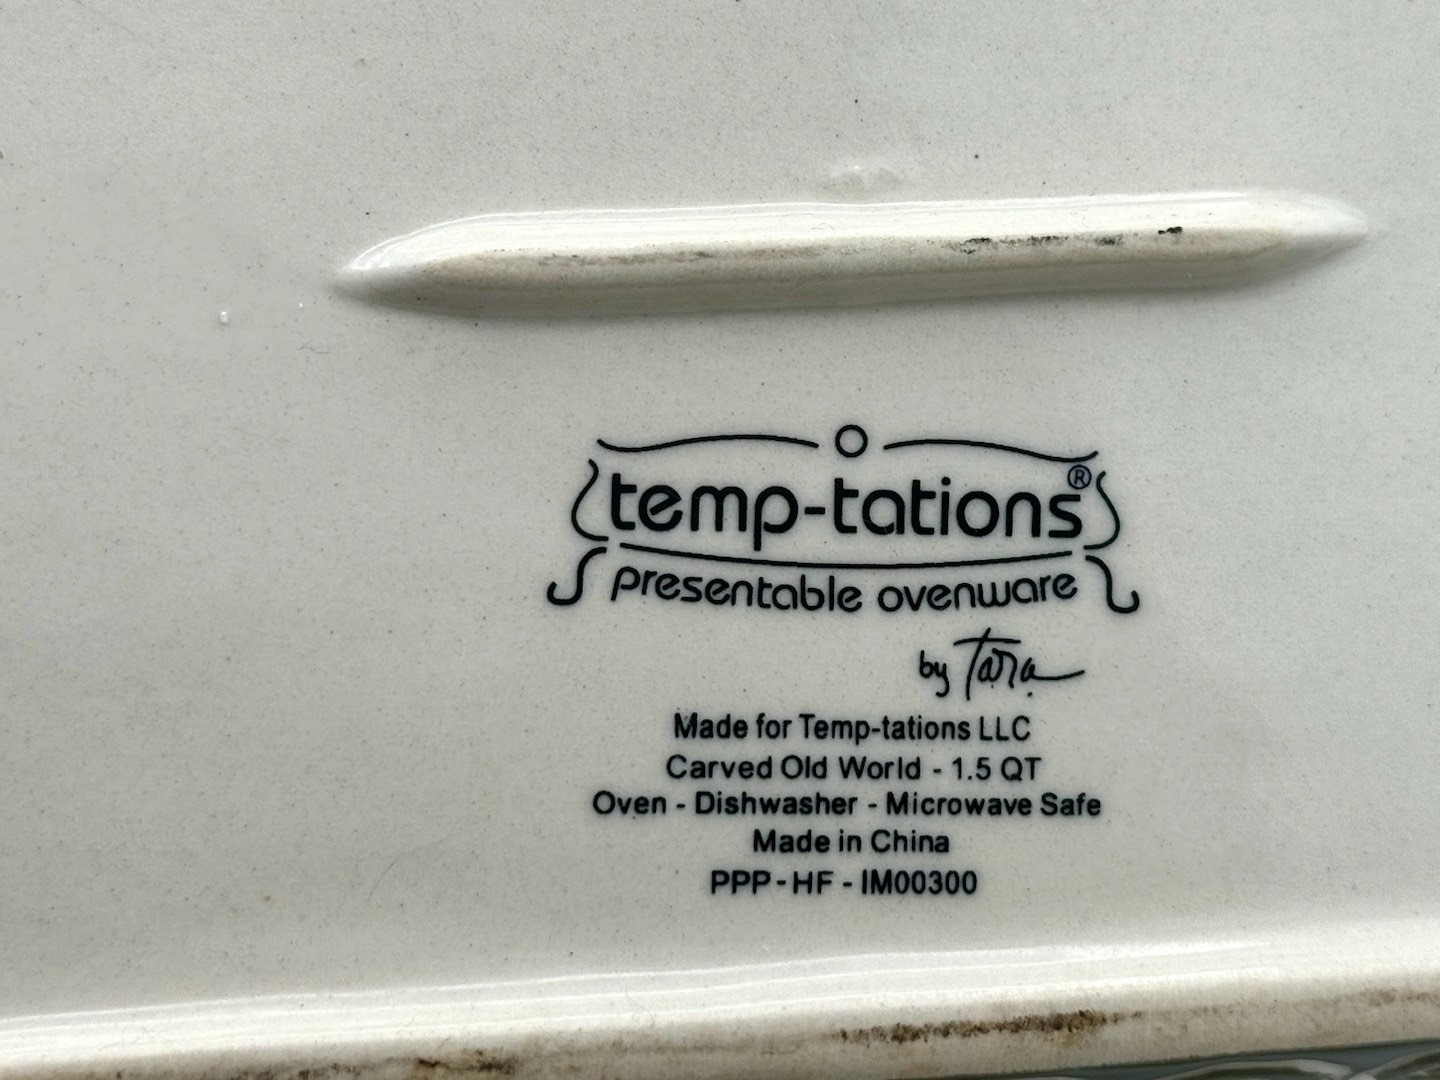 temp-tations®
presentable ovenware
by Tara
Made for Temp-tations LLC
Carved Old World - 1.5 QT
Oven - Dishwasher - Microwave Safe
Made in China
PPP - HF - IM00300